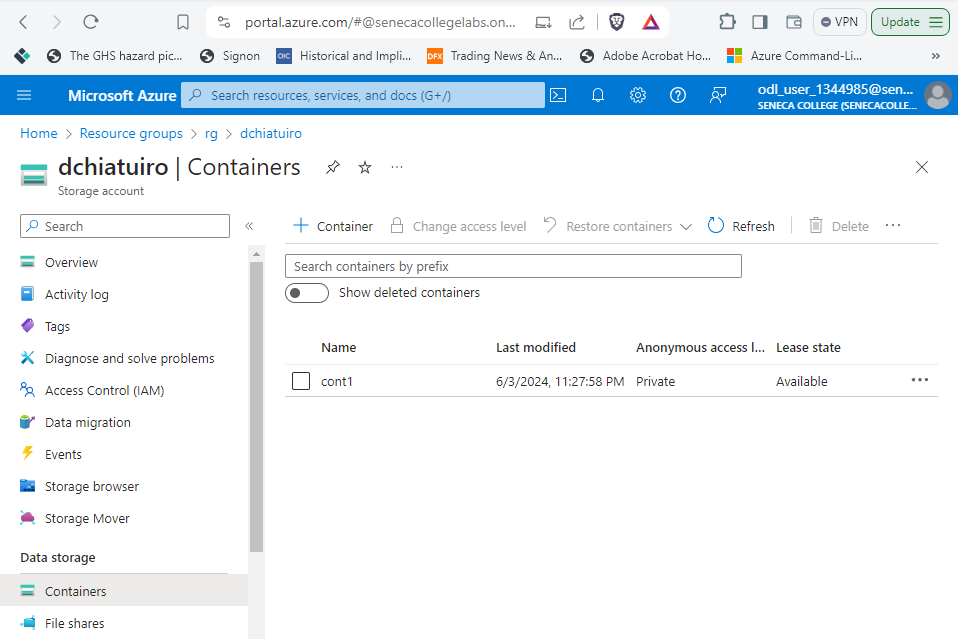 portal.azure.com/#@senecacollegelabs.on...
VPN
Update
The GHS hazard pic...
Signon
OIC
Historical and Impli...
DFX
Trading News & An...
Adobe Acrobat Ho...
Azure Command-Li...
»
Microsoft Azure
Search resources, services, and docs (G+/)
odl_user_1344985@sen...
SENECA COLLEGE (SENECACOLLE...
Home > Resource groups > rg > dchiatuiro
dchiatuiro | Containers
...
Storage account
Search
«
+ Container
Change access level
Restore containers
Refresh
Delete
...
Overview
Activity log
Tags
Diagnose and solve problems
Access Control (IAM)
Data migration
Events
Storage browser
Storage Mover
Data storage
Containers
File shares
Search containers by prefix
Show deleted containers
Name Last modified Anonymous access l... Lease state
cont1 6/3/2024, 11:27:58 PM Private Available ...